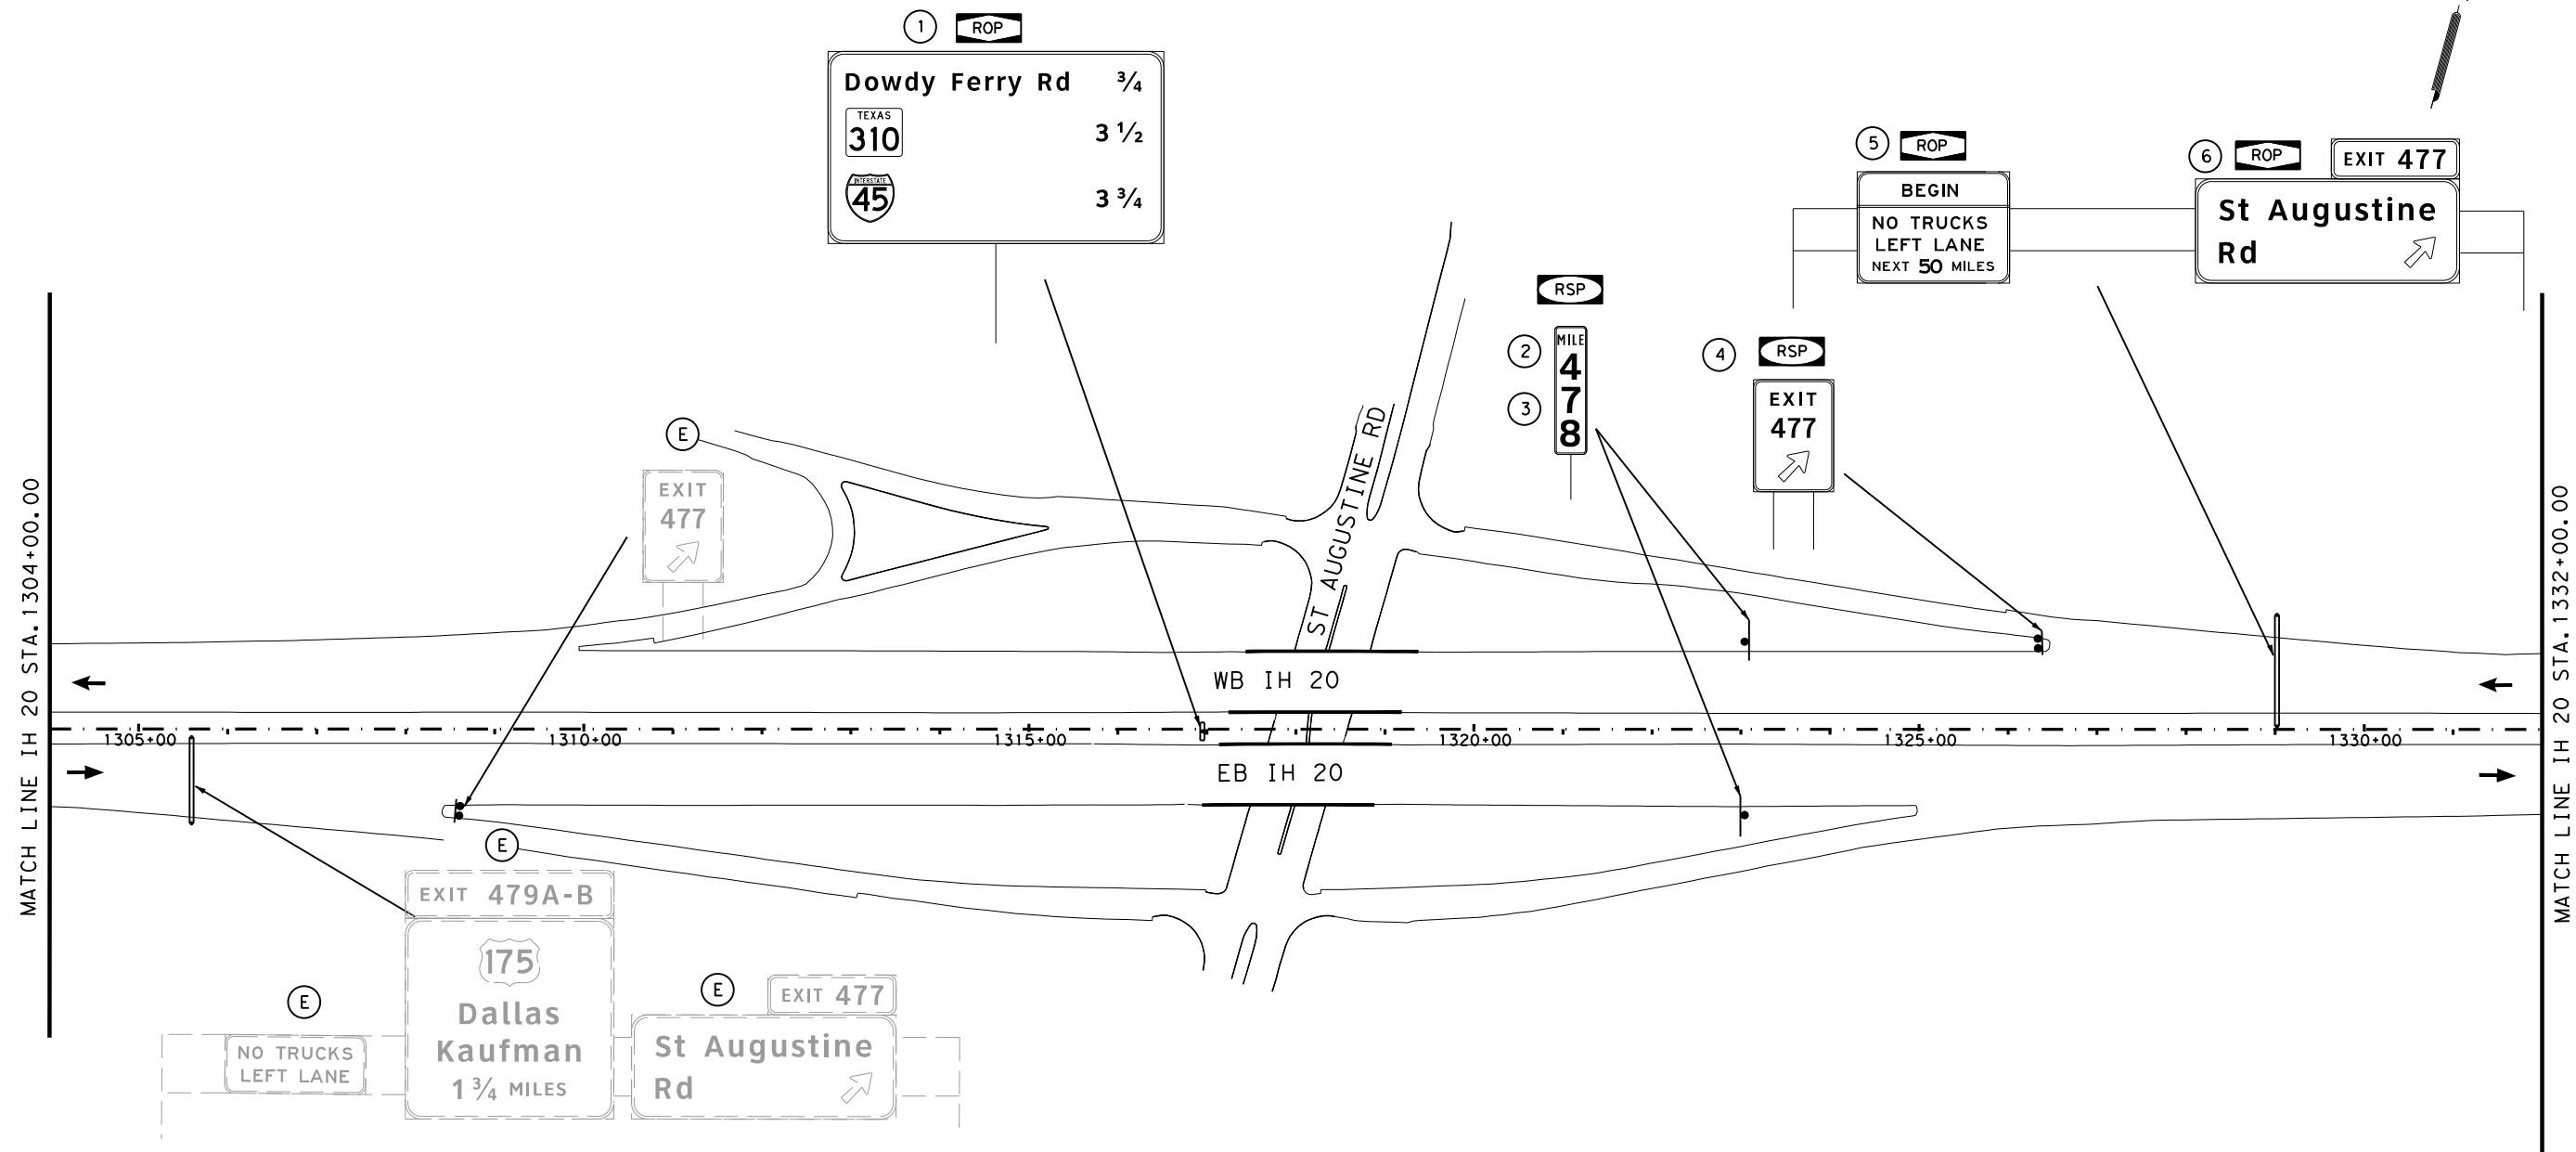 1 ROP
Dowdy Ferry Rd 3/4
TEXAS
310 3 1/2
INTERSTATE
45 3 3/4
5 ROP
BEGIN
NO TRUCKS
LEFT LANE
NEXT 50 MILES
6 ROP
EXIT 477
St Augustine
Rd
RSP
2
3
MILE
4
7
8
4 RSP
EXIT
477
E
EXIT
477
ST AUGUSTINE RD
MATCH LINE IH 20 STA. 1304+00.00
MATCH LINE IH 20 STA. 1332+00.00
WB IH 20
1305+00 1310+00 1315+00 1320+00 1325+00 1330+00
EB IH 20
E
EXIT 479A-B
175
Dallas
Kaufman
1 3/4 MILES
E
NO TRUCKS
LEFT LANE
E
EXIT 477
St Augustine
Rd